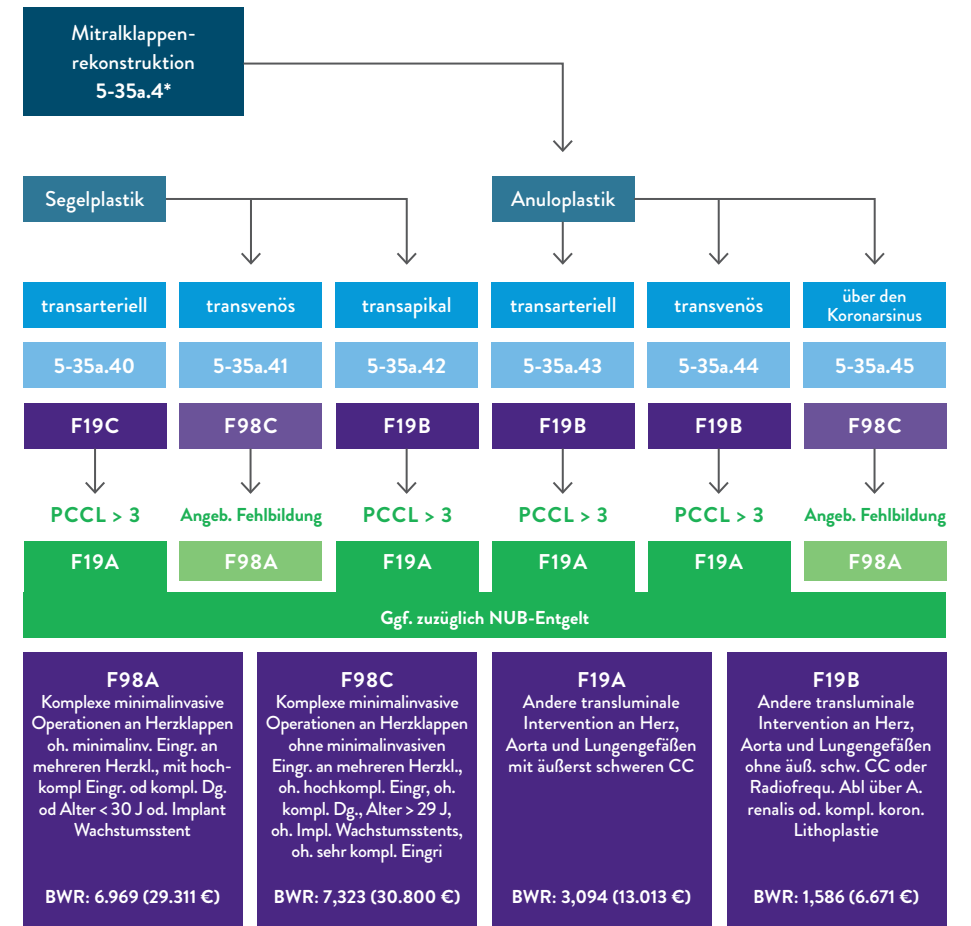 Mitralklappen-
rekonstruktion
5-35a.4*
Segelplastik
Anuloplastik
transarteriell
transvenös
transapikal
transarteriell
transvenös
über den
Koronarsinus
5-35a.40
5-35a.41
5-35a.42
5-35a.43
5-35a.44
5-35a.45
F19C
F98C
F19B
F19B
F19B
F98C
PCCL > 3
Angeb. Fehlbildung
PCCL > 3
PCCL > 3
PCCL > 3
Angeb. Fehlbildung
F19A
F98A
F19A
F19A
F19A
F98A
Ggf. zuzüglich NUB-Entgelt
F98A
Komplexe minimalinvasive
Operationen an Herzklappen
oh. minimalinv. Eingr. an
mehreren Herzkl., mit hoch-
kompl Eingr. od kompl. Dg.
od Alter < 30 J od. Implant
Wachstumsstent
BWR: 6.969 (29.311 €)
F98C
Komplexe minimalinvasive
Operationen an Herzklappen
ohne minimalinvasiven
Eingr. an mehreren Herzkl.,
oh. hochkompl. Eingr, oh.
kompl. Dg., Alter > 29 J,
oh. Impl. Wachstumsstents,
oh. sehr kompl. Eingri
BWR: 7,323 (30.800 €)
F19A
Andere transluminale
Intervention an Herz,
Aorta und Lungengefäßen
mit äußerst schweren CC
BWR: 3,094 (13.013 €)
F19B
Andere transluminale
Intervention an Herz,
Aorta und Lungengefäßen
ohne äuß. schw. CC oder
Radiofrequ. Abl über A.
renalis od. kompl. koron.
Lithoplastie
BWR: 1,586 (6.671 €)